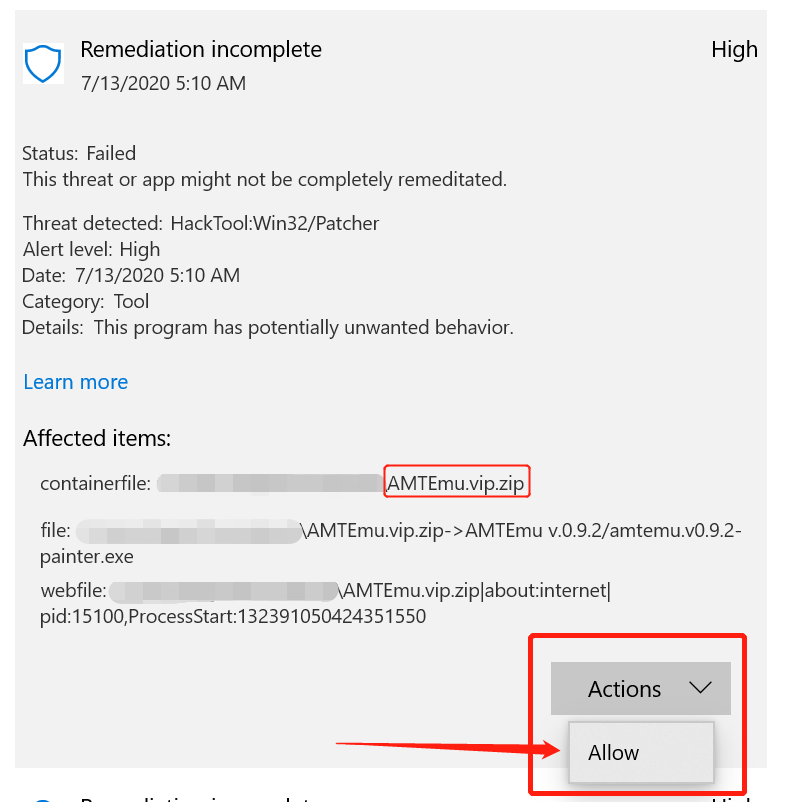 Remediation incomplete High
7/13/2020 5:10 AM
Status: Failed
This threat or app might not be completely remeditated.
Threat detected: HackTool:Win32/Patcher
Alert level: High
Date: 7/13/2020 5:10 AM
Category: Tool
Details: This program has potentially unwanted behavior.
Learn more
Affected items:
containerfile: AMTEmu.vip.zip
file: \AMTEmu.vip.zip->AMTEmu v.0.9.2/amtemu.v0.9.2-
painter.exe
webfile: \AMTEmu.vip.zip|about:internet|
pid:15100,ProcessStart:132391050424351550
Actions
Allow